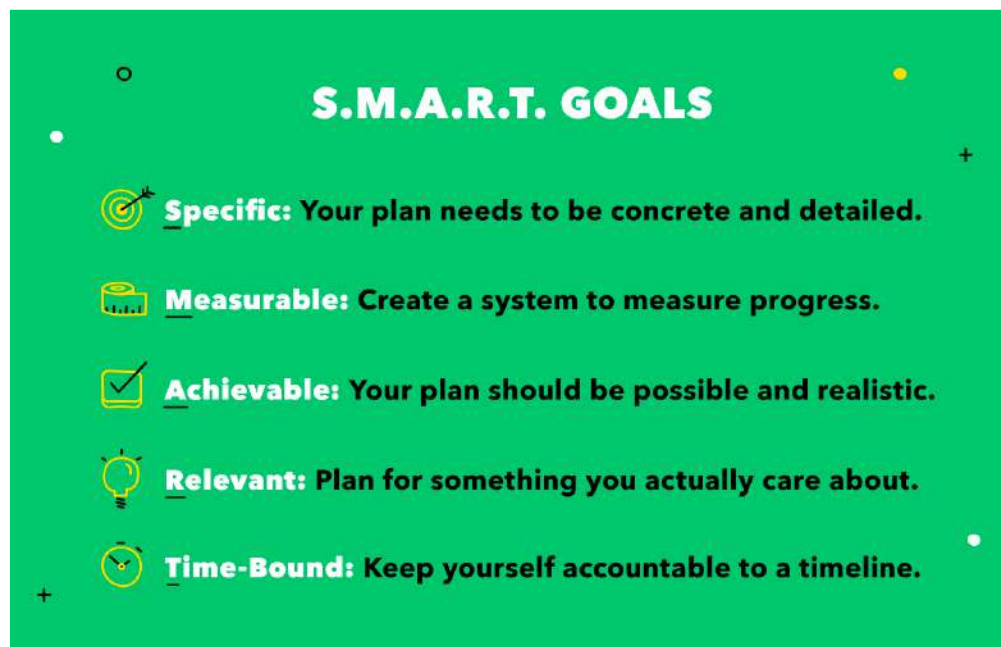 S.M.A.R.T. GOALS
Specific: Your plan needs to be concrete and detailed.
Measurable: Create a system to measure progress.
Achievable: Your plan should be possible and realistic.
Relevant: Plan for something you actually care about.
Time-Bound: Keep yourself accountable to a timeline.